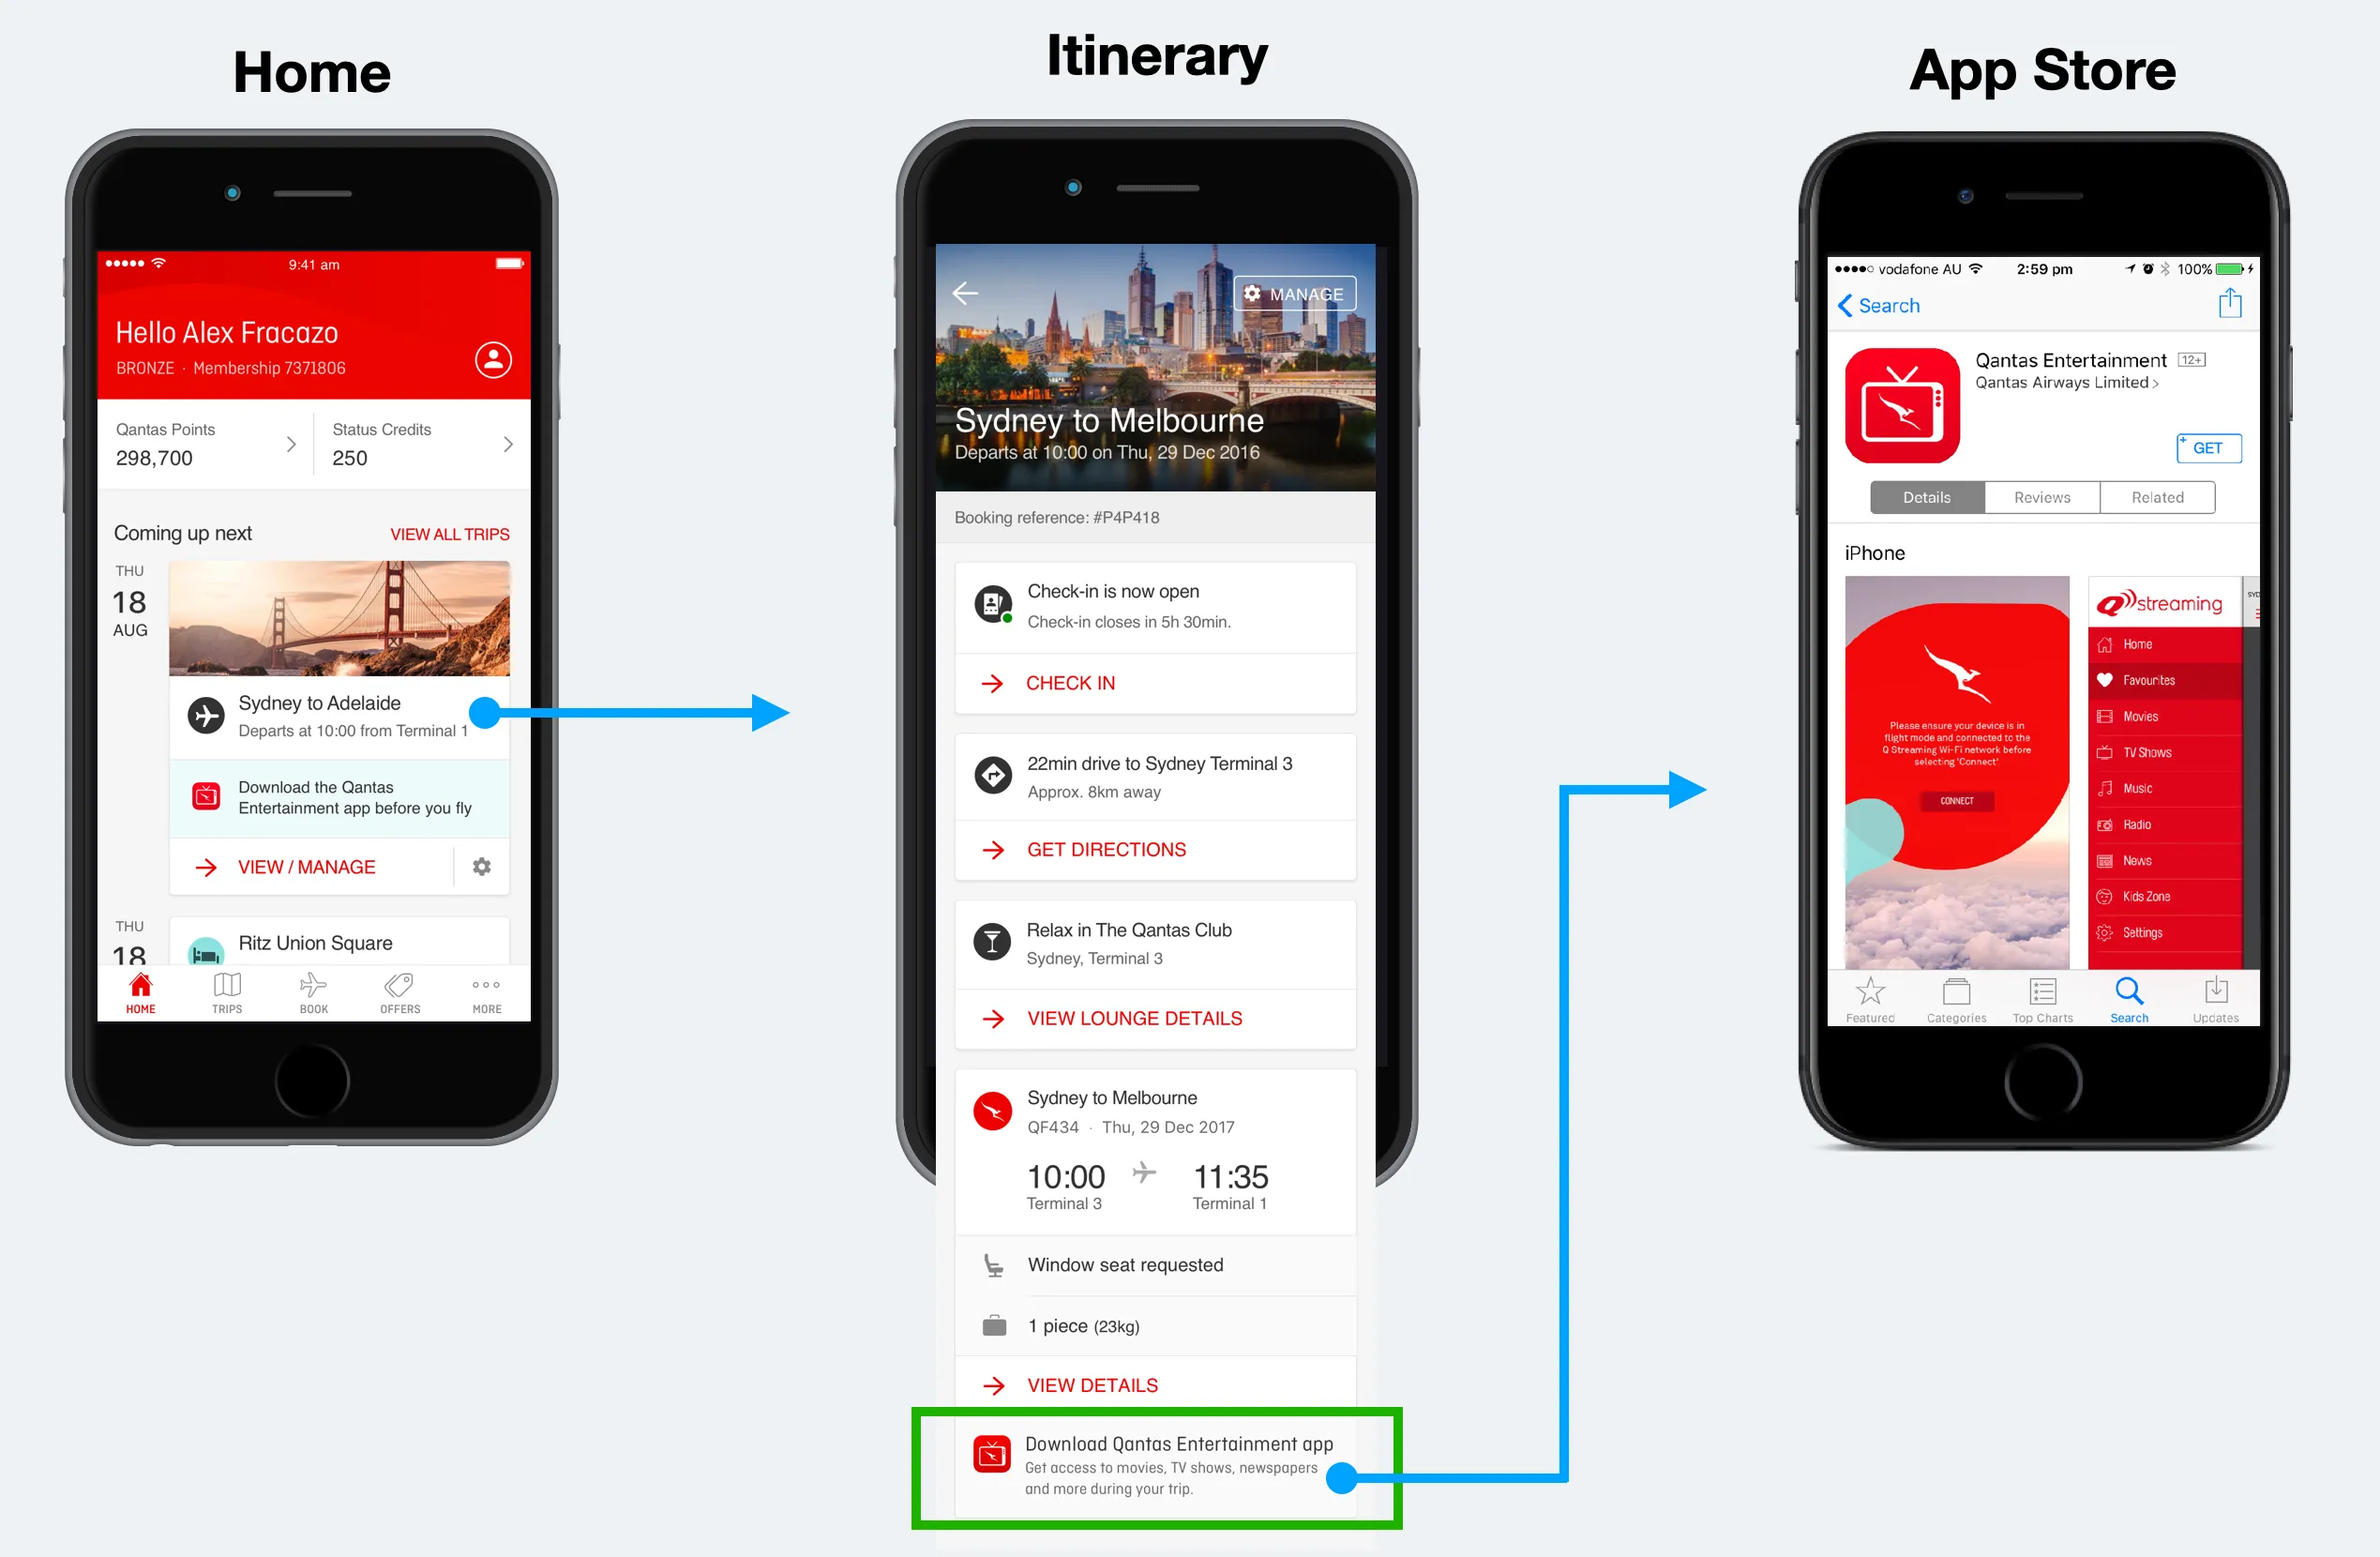 Home
9:41 am
Hello Alex Fracazo
BRONZE · Membership 7371806
Qantas Points
298,700
Status Credits
250
Coming up next
VIEW ALL TRIPS
THU
18
AUG
Sydney to Adelaide
Departs at 10:00 from Terminal 1
Download the Qantas
Entertainment app before you fly
VIEW / MANAGE
THU
18
Ritz Union Square
HOME
TRIPS
BOOK
OFFERS
MORE
Itinerary
MANAGE
Sydney to Melbourne
Departs at 10:00 on Thu, 29 Dec 2016
Booking reference: #P4P418
Check-in is now open
Check-in closes in 5h 30min.
CHECK IN
22min drive to Sydney Terminal 3
Approx. 8km away
GET DIRECTIONS
Relax in The Qantas Club
Sydney, Terminal 3
VIEW LOUNGE DETAILS
Sydney to Melbourne
QF434 · Thu, 29 Dec 2017
10:00
11:35
Terminal 3
Terminal 1
Window seat requested
1 piece (23kg)
VIEW DETAILS
Download Qantas Entertainment app
Get access to movies, TV shows, newspapers
and more during your trip.
App Store
vodafone AU
2:59 pm
100%
Search
Qantas Entertainment 12+
Qantas Airways Limited >
+ GET
Details
Reviews
Related
iPhone
Please ensure your device is in
flight mode and connected to the
Q Streaming Wi-Fi network before
selecting 'Connect'
CONNECT
Q streaming
SYD
Home
Favourites
Movies
TV Shows
Music
Radio
News
Kids Zone
Settings
Featured
Categories
Top Charts
Search
Updates